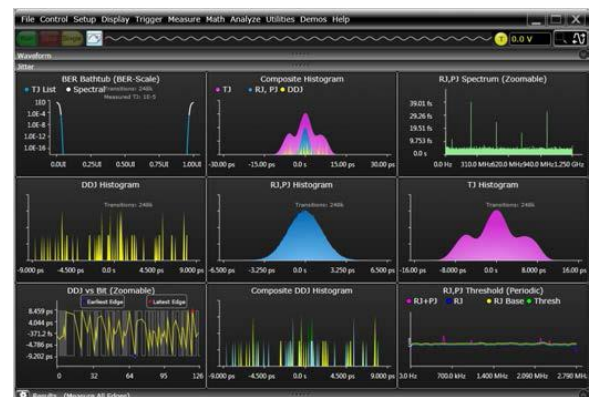 File Control Setup Display Trigger Measure Math Analyze Utilities Demos Help
T 0.0 V
Waveform
Jitter
BER Bathtub (BER-Scale)
TJ List Spectral Transitions: 248k
Measured TJ: 1E-5
1E0
1.0E-4
1.0E-8
1.0E-12
1.0E-16
0.0UI 0.25UI 0.50UI 0.75UI 1.00UI
Composite Histogram
TJ RJ, PJ DDJ
-30.00 ps -15.00 ps 0.0 s 15.00 ps 30.00 ps
RJ,PJ Spectrum (Zoomable)
39.01 fs
29.26 fs
19.51 fs
9.753 fs
0.0 s
0.0 Hz 310.0 MHz 620.0 MHz 940.0 MHz 1.250 GHz
DDJ Histogram
Transitions: 248k
-9.000 ps -4.500 ps 0.0 s 4.500 ps 9.000 ps
RJ,PJ Histogram
Transitions: 248k
-6.500 ps -3.250 ps 0.0 s 3.250 ps 6.500 ps
TJ Histogram
Transitions: 248k
-16.00 ps -8.000 ps 0.0 s 8.000 ps 16.00 ps
DDJ vs Bit (Zoomable)
Earliest Edge Latest Edge
8.459 ps
4.044 ps
-371.2 fs
-4.786 ps
-9.202 ps
0 32 64 95 126
Composite DDJ Histogram
-9.000 ps -4.500 ps 0.0 s 4.500 ps 9.000 ps
RJ,PJ Threshold (Periodic)
RJ+PJ RJ RJ Base Thresh
0.0 Hz 700.0 kHz 1.400 MHz 2.090 MHz 2.790 MHz
Results (Measure All Edges)